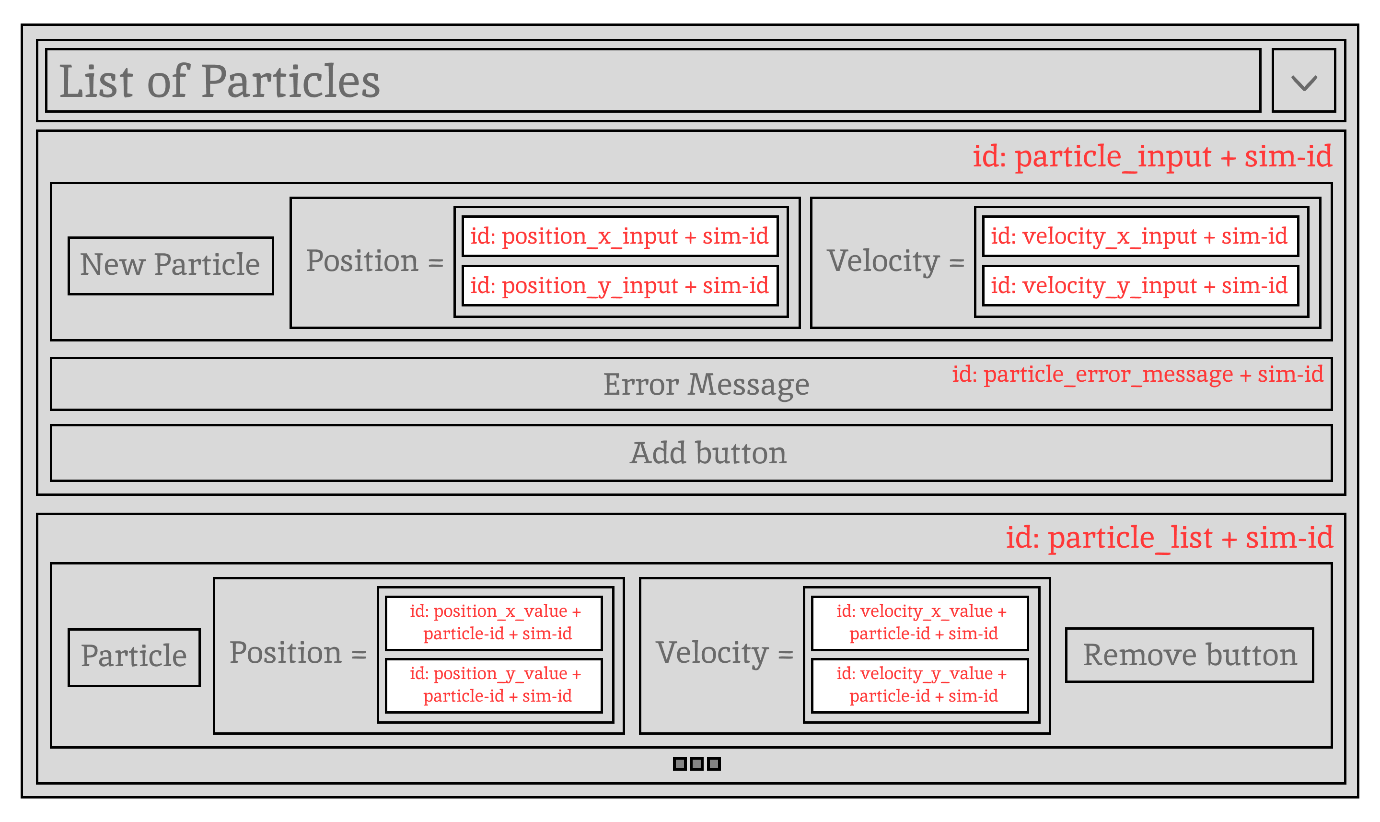 List of Particles
id: particle_input + sim-id
New Particle
Position =
id: position_x_input + sim-id
id: position_y_input + sim-id
Velocity =
id: velocity_x_input + sim-id
id: velocity_y_input + sim-id
Error Message
id: particle_error_message + sim-id
Add button
id: particle_list + sim-id
Particle
Position =
id: position_x_value +
particle-id + sim-id
id: position_y_value +
particle-id + sim-id
Velocity =
id: velocity_x_value +
particle-id + sim-id
id: velocity_y_value +
particle-id + sim-id
Remove button